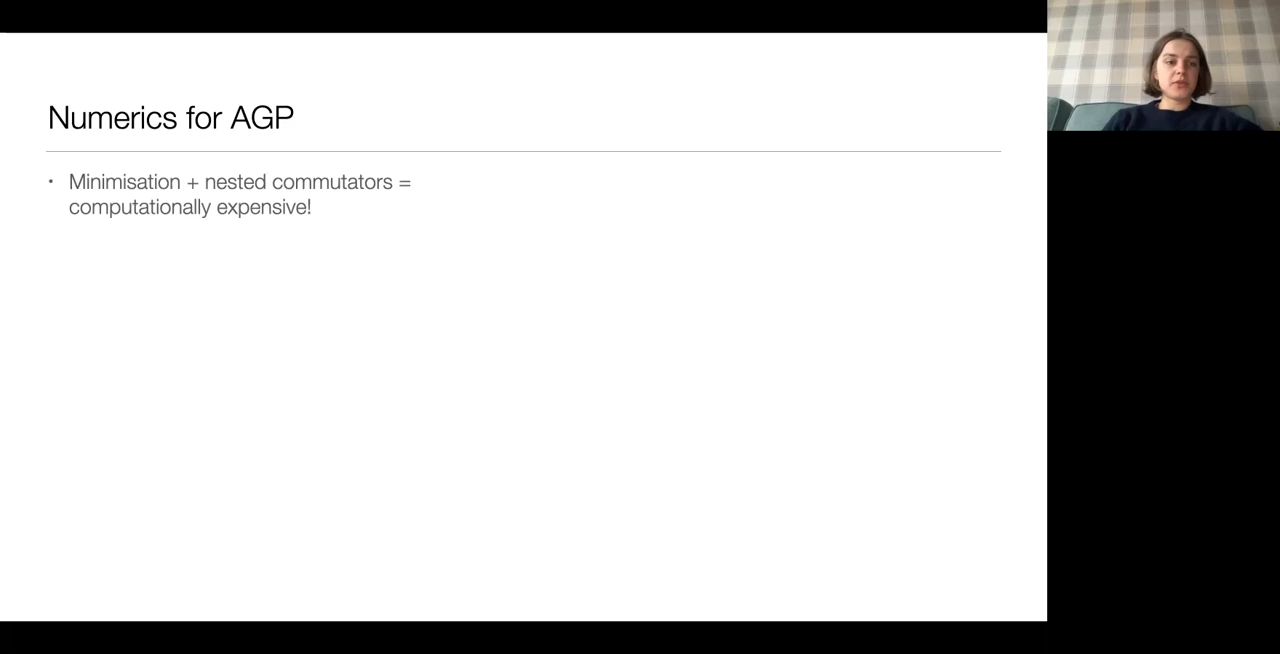 Numerics for AGP
• Minimisation + nested commutators =
computationally expensive!